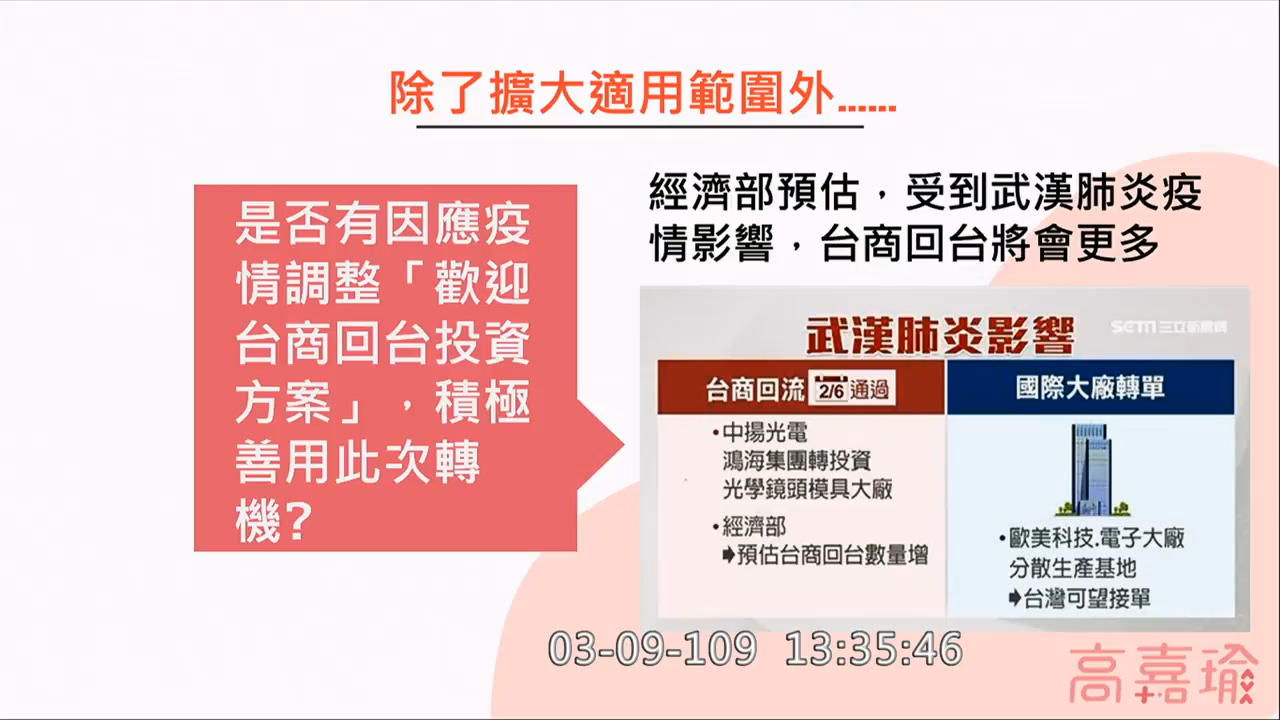 除了擴大適用範圍外......
是否有因應疫
情調整「歡迎
台商回台投資
方案」，積極
善用此次轉
機?
經濟部預估，受到武漢肺炎疫
情影響，台商回台將會更多
武漢肺炎影響
SETN三立新聞網
台商回流 2/6通過
•中揚光電
鴻海集團轉投資
光學鏡頭模具大廠
•經濟部
➡預估台商回台數量增
國際大廠轉單
•歐美科技.電子大廠
分散生產基地
➡台灣可望接單
03-09-109 13:35:46
高嘉瑜